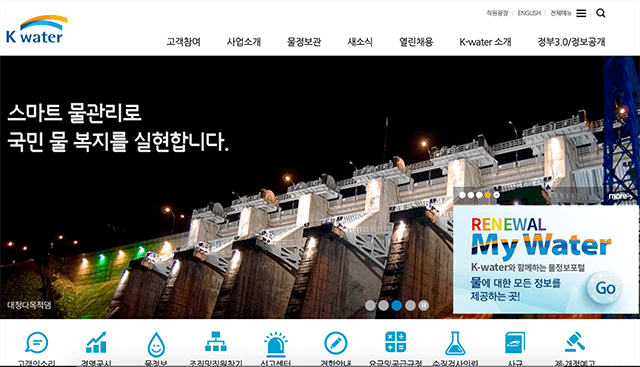 직원광장 ENGLISH 전체메뉴
K water
고객참여 사업소개 물정보관 새소식 열린채용 K-water 소개 정부3.0/정보공개
스마트 물관리로
국민 물 복지를 실현합니다.
more
RENEWAL
My Water
K-water와 함께하는 물정보포털
물에 대한 모든 정보를
제공하는 곳!
Go
대청다목적댐
고객의소리 경영공시 물정보 조직및직원찾기 신고센터 견학안내 요금및공급규정 수질검사의뢰 사규 제·개정예고